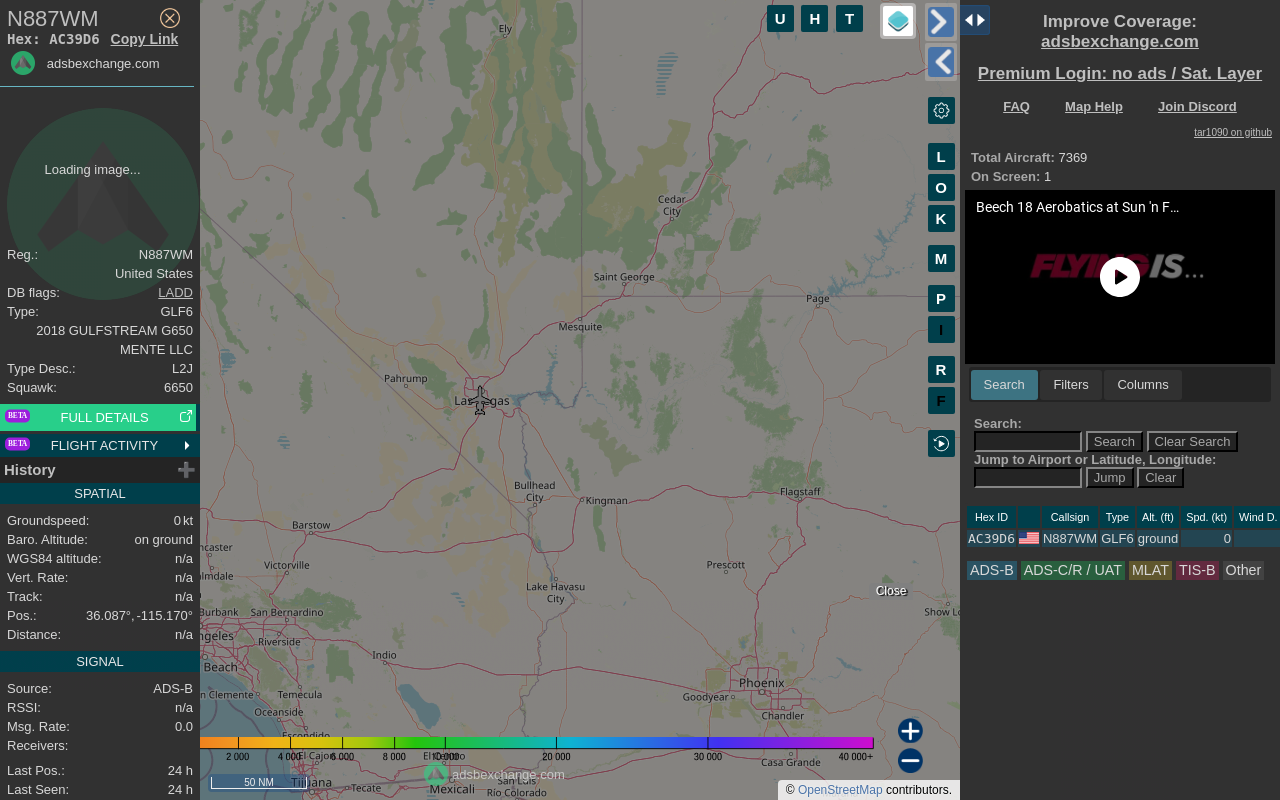 N887WM
Hex: AC39D6 Copy Link
adsbexchange.com
Loading image...
Reg.: N887WM
United States
DB flags: LADD
Type: GLF6
2018 GULFSTREAM G650
MENTE LLC
Type Desc.: L2J
Squawk: 6650
BETA FULL DETAILS
BETA FLIGHT ACTIVITY
History
SPATIAL
Groundspeed: 0 kt
Baro. Altitude: on ground
WGS84 altitude: n/a
Vert. Rate: n/a
Track: n/a
Pos.: 36.087°, -115.170°
Distance: n/a
SIGNAL
Source: ADS-B
RSSI: n/a
Msg. Rate: 0.0
Receivers:
Last Pos.: 24 h
Last Seen: 24 h
U H T
L
O
K
M
P
I
R
F
Ely
Cedar City
Saint George
Page
Mesquite
Pahrump
Las Vegas
Bullhead City
Kingman
Flagstaff
Barstow
ncaster
Victorville
almdale
Prescott
Lake Havasu City
Close
Burbank San Bernardino
Show Lo
ngeles
Riverside
Indio
Beach
n Clemente Temecula
Phoenix
Goodyear
Oceanside
Chandler
Escondido
El Cajon
El Centro
Casa Grande
2 000 4 000 6 000 8 000 20 000 30 000 40 000+
adsbexchange.com
50 NM
Tijuana
Tecate
Mexicali
San Luis Río Colorado
© OpenStreetMap contributors.
Improve Coverage:
adsbexchange.com
Premium Login: no ads / Sat. Layer
FAQ Map Help Join Discord
tar1090 on github
Total Aircraft: 7369
On Screen: 1
Beech 18 Aerobatics at Sun 'n F...
FLYING IS...
Search Filters Columns
Search:
Search Clear Search
Jump to Airport or Latitude, Longitude:
Jump Clear
Hex ID Callsign Type Alt. (ft) Spd. (kt) Wind D.
AC39D6 N887WM GLF6 ground 0
ADS-B ADS-C/R / UAT MLAT TIS-B Other